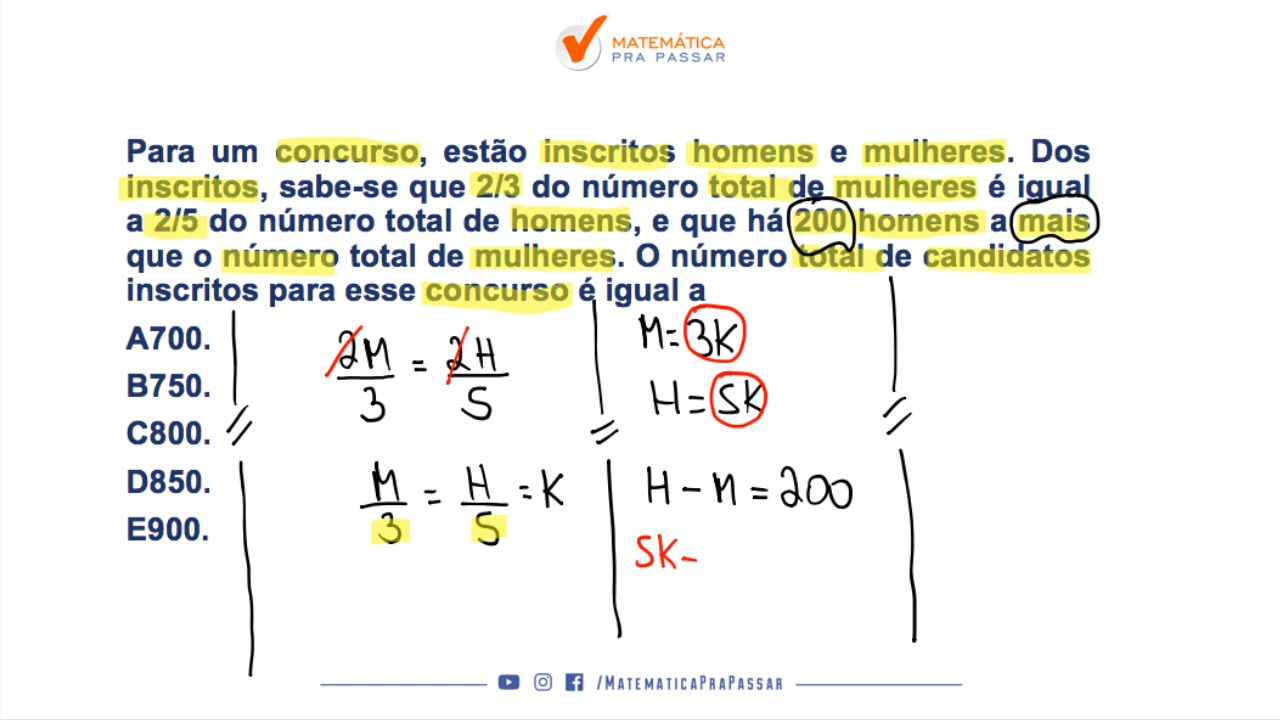 MATEMÁTICA
PRA PASSAR
Para um concurso, estão inscritos homens e mulheres. Dos
inscritos, sabe-se que 2/3 do número total de mulheres é igual
a 2/5 do número total de homens, e que há 200 homens a mais
que o número total de mulheres. O número total de candidatos
inscritos para esse concurso é igual a
A700.
B750.
C800.
D850.
E900.
2M/3 = 2H/5
M/3 = H/5 = K
M = 3K
H = 5K
H - M = 200
5K -
/MATEMATICAPRAPASSAR